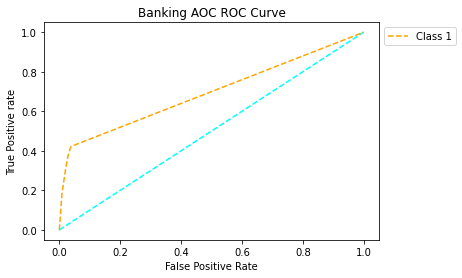 Banking AOC ROC Curve
Class 1
True Positive rate
1.0
0.8
0.6
0.4
0.2
0.0
0.0 0.2 0.4 0.6 0.8 1.0
False Positive Rate